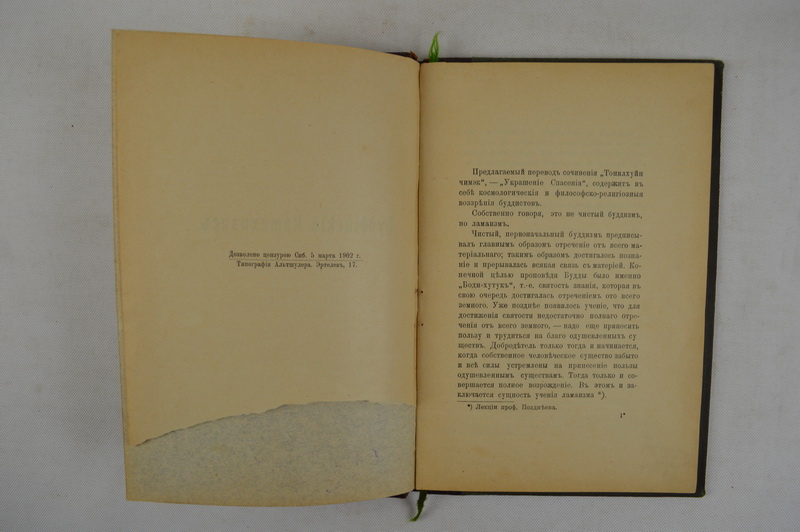 Дозволено цензурою Спб. 5 марта 1902 г.
Типографія Альтшулера. Эртелевъ, 17.
Предлагаемый переводъ сочиненія „Тонилхуйн
чимэк“, — „Украшеніе Спасенія“, содержитъ въ
себѣ космологическія и философско-религіозныя
воззрѣнія буддистовъ.
Собственно говоря, это не чистый буддизмъ,
но ламаизмъ.
Чистый, первоначальный буддизмъ предписы-
валъ главнымъ образомъ отреченіе отъ всего ма-
теріальнаго; такимъ образомъ достигалось позна-
ніе и прерывалась всякая связь съ матеріей. Ко-
нечной цѣлью проповѣди Будды было именно
„Боди-хутукъ“, т.-е. святость знанія, которая въ
свою очередь достигалась отреченіемъ ото всего
земного. Уже позднѣе появилось ученіе, что для
достиженія святости недостаточно полнаго отре-
ченія отъ всего земного, — надо еще приносить
пользу и трудиться на благо одушевленныхъ су
ществъ. Добродѣтель только тогда и начинается,
когда собственное человѣческое существо забыто
и всѣ силы устремлены на принесеніе пользы
одушевленнымъ существамъ. Тогда только и со-
вершается полное возрожденіе. Въ этомъ и за-
ключается сущность ученія ламаизма *).
*) Лекціи проф. Позднѣева.
1*